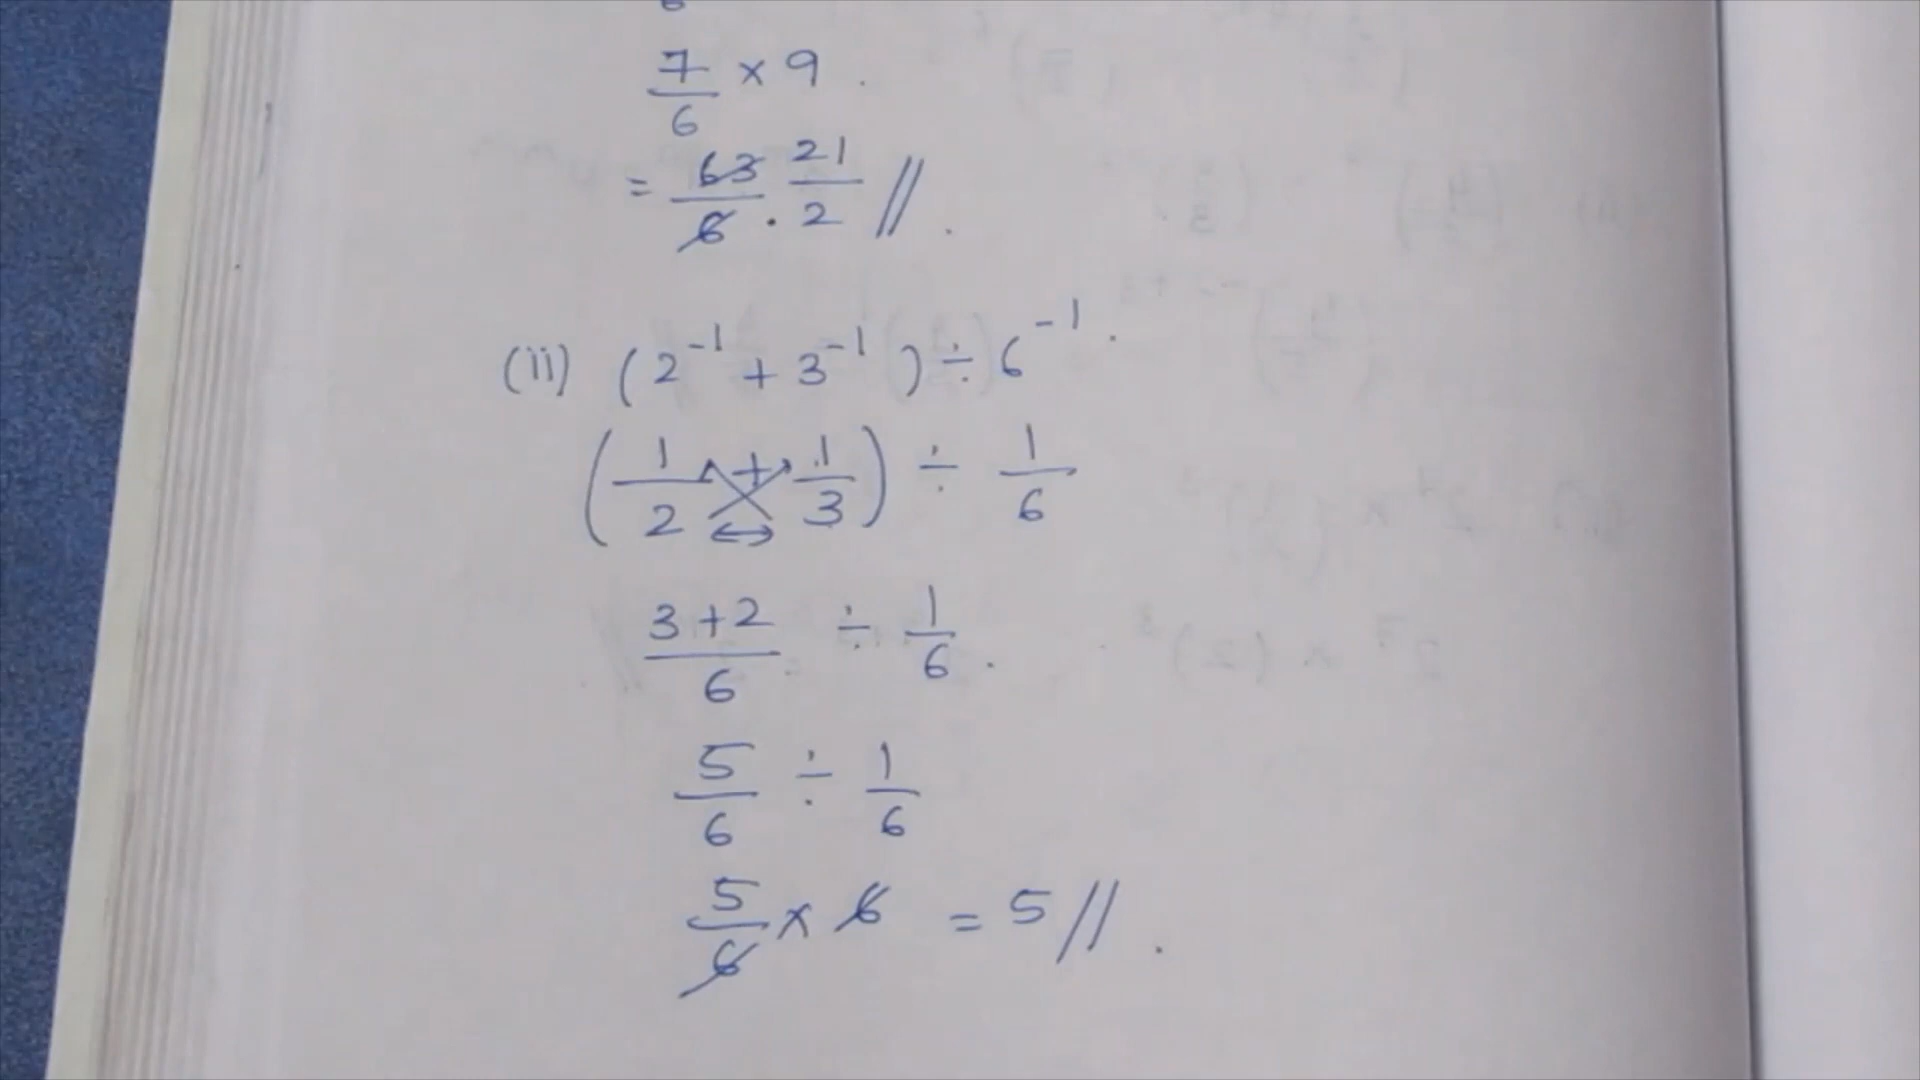 7/6 × 9.
= 63/6 . 21/2 //.
(ii) (2⁻¹ + 3⁻¹) ÷ 6⁻¹.
(1/2 + 1/3) ÷ 1/6
3+2/6 ÷ 1/6.
5/6 ÷ 1/6
5/6 × 6 = 5 //.